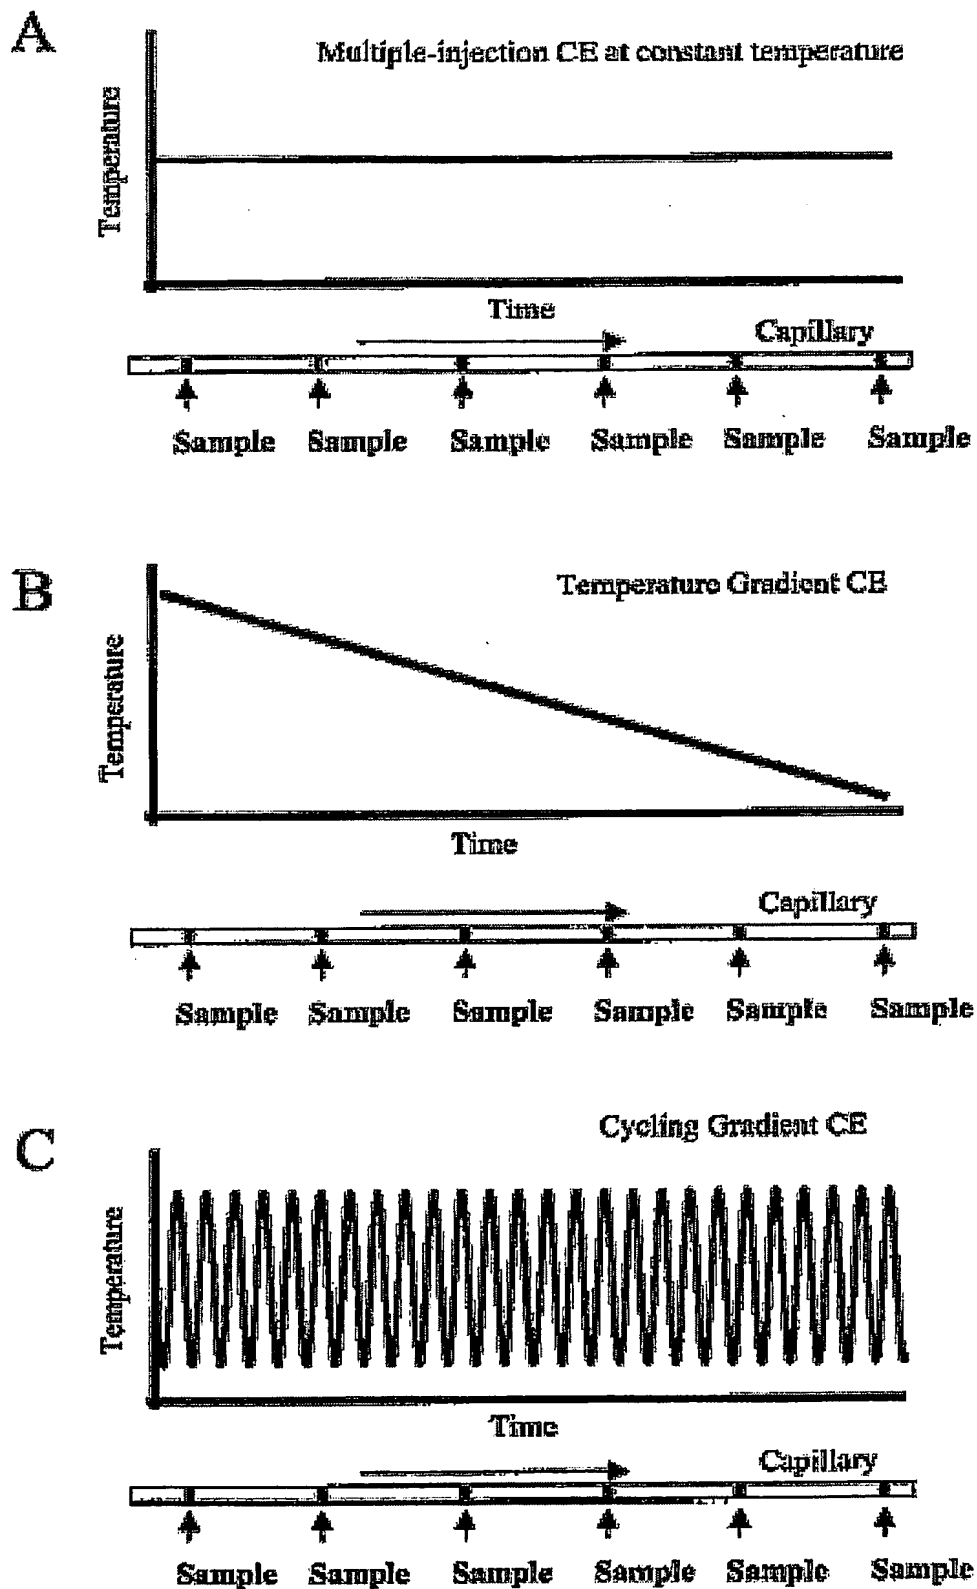 A
Multiple-injection CE at constant temperature
Temperature
Time
Capillary
Sample Sample Sample Sample Sample Sample
B
Temperature Gradient CE
Temperature
Time
Capillary
Sample Sample Sample Sample Sample Sample
C
Cycling Gradient CE
Temperature
Time
Capillary
Sample Sample Sample Sample Sample Sample